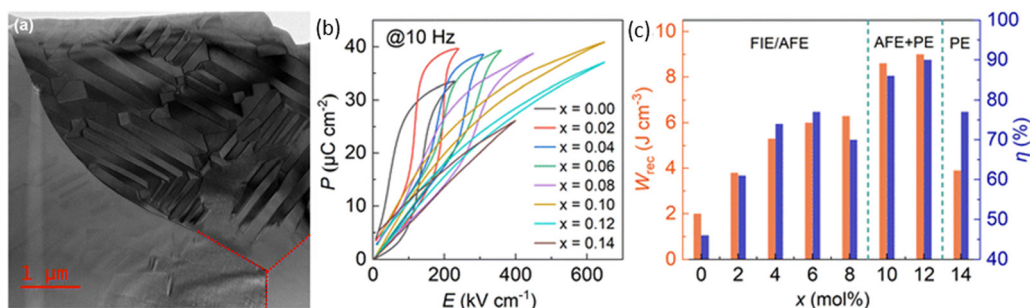 (a)
1 μm
(b)
@10 Hz
P (μC cm-2)
40
30
20
10
0
x = 0.00
x = 0.02
x = 0.04
x = 0.06
x = 0.08
x = 0.10
x = 0.12
x = 0.14
0 200 400 600
E (kV cm-1)
(c)
FIE/AFE
AFE+PE
PE
Wrec (J cm-3)
10
8
6
4
2
0
η (%)
100
90
80
70
60
50
40
0 2 4 6 8 10 12 14
x (mol%)